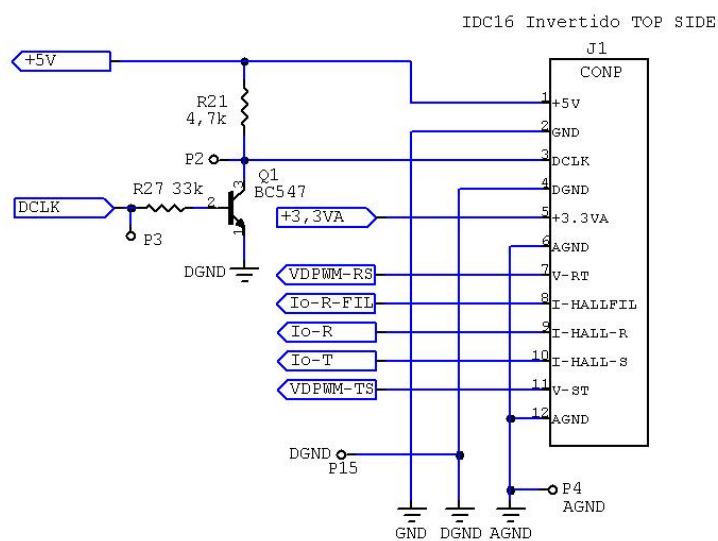 IDC16 Invertido TOP SIDE
J1
CONP
+5V
R21
4,7k
P2
Q1
BC547
3
2
1
R27 33k
DCLK
P3
DGND
+3,3VA
VDPWM-RS
Io-R-FIL
Io-R
Io-T
VDPWM-TS
1 +5V
2 GND
3 DCLK
4 DGND
5 +3.3VA
6 AGND
7 V-RT
8 I-HALLFIL
9 I-HALL-R
10 I-HALL-S
11 V-ST
12 AGND
DGND
P15
P4
AGND
GND DGND AGND